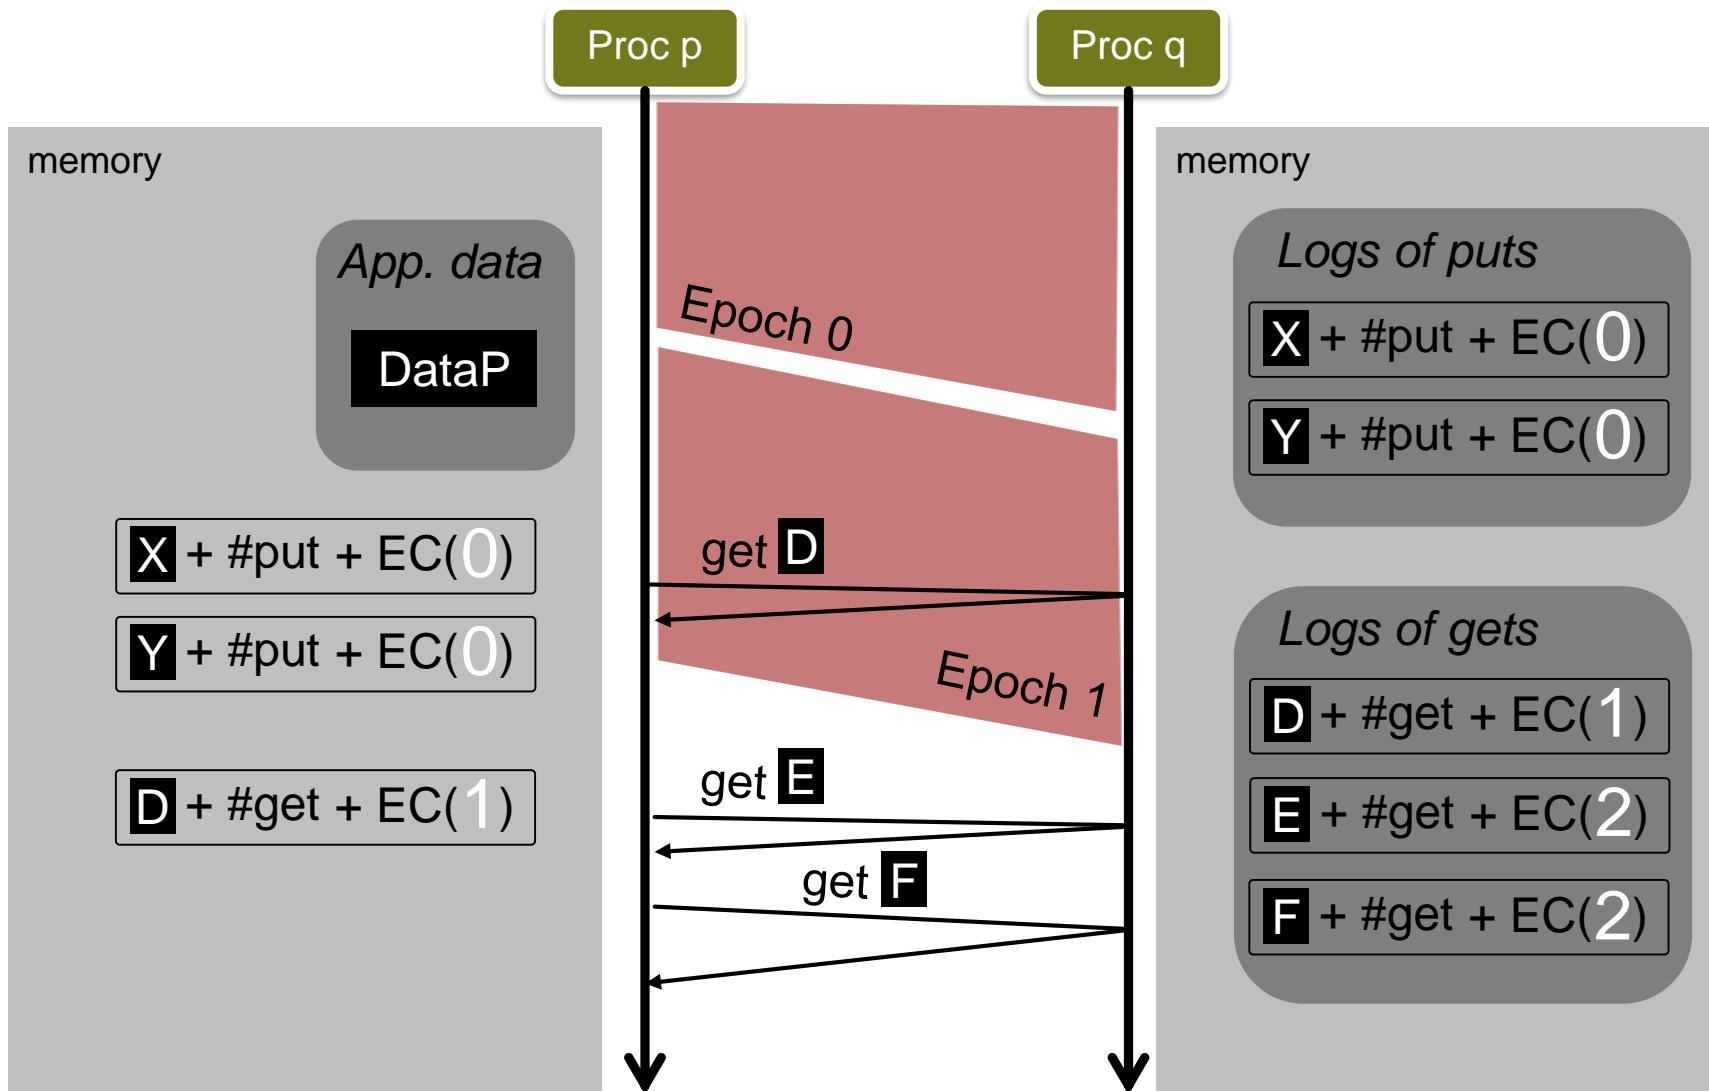 Proc p
Proc q
memory
App. data
DataP
X + #put + EC(0)
Y + #put + EC(0)
D + #get + EC(1)
Epoch 0
get D
Epoch 1
get E
get F
memory
Logs of puts
X + #put + EC(0)
Y + #put + EC(0)
Logs of gets
D + #get + EC(1)
E + #get + EC(2)
F + #get + EC(2)